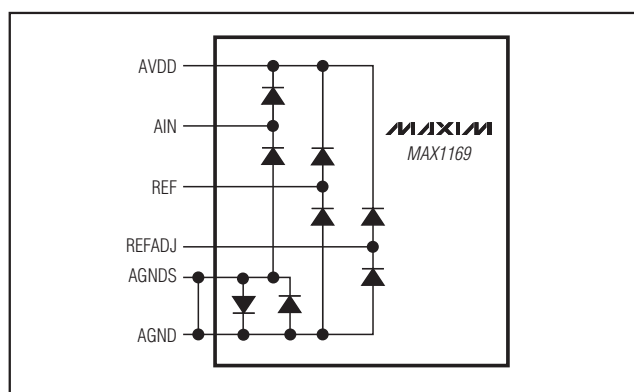 AVDD
AIN
MAXIM
MAX1169
REF
REFADJ
AGNDS
AGND